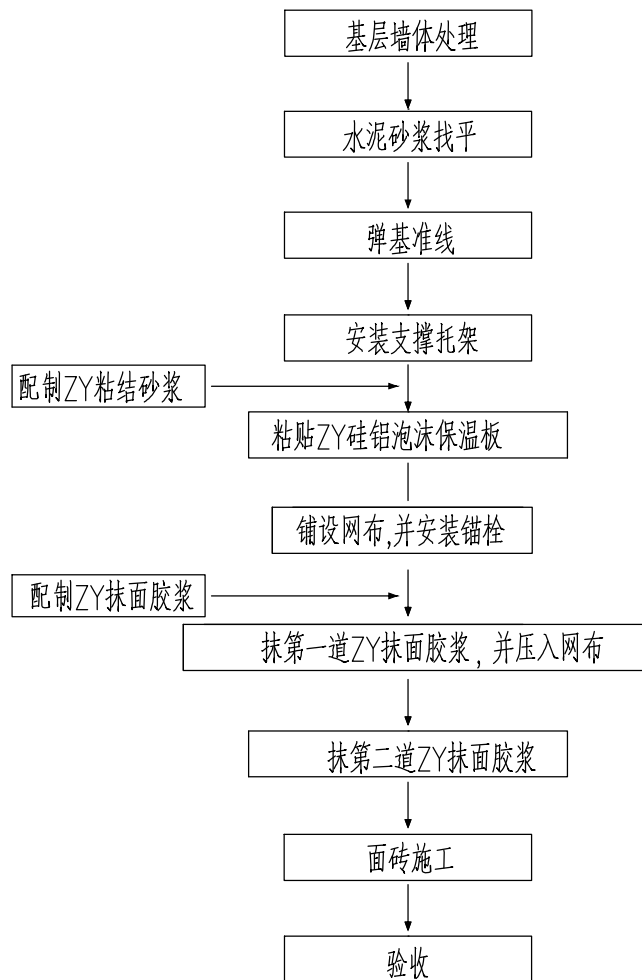 基层墙体处理
水泥砂浆找平
弹基准线
安装支撑托架
配制ZY粘结砂浆
粘贴ZY硅铝泡沫保温板
铺设网布,并安装锚栓
配制ZY抹面胶浆
抹第一道ZY抹面胶浆，并压入网布
抹第二道ZY抹面胶浆
面砖施工
验收